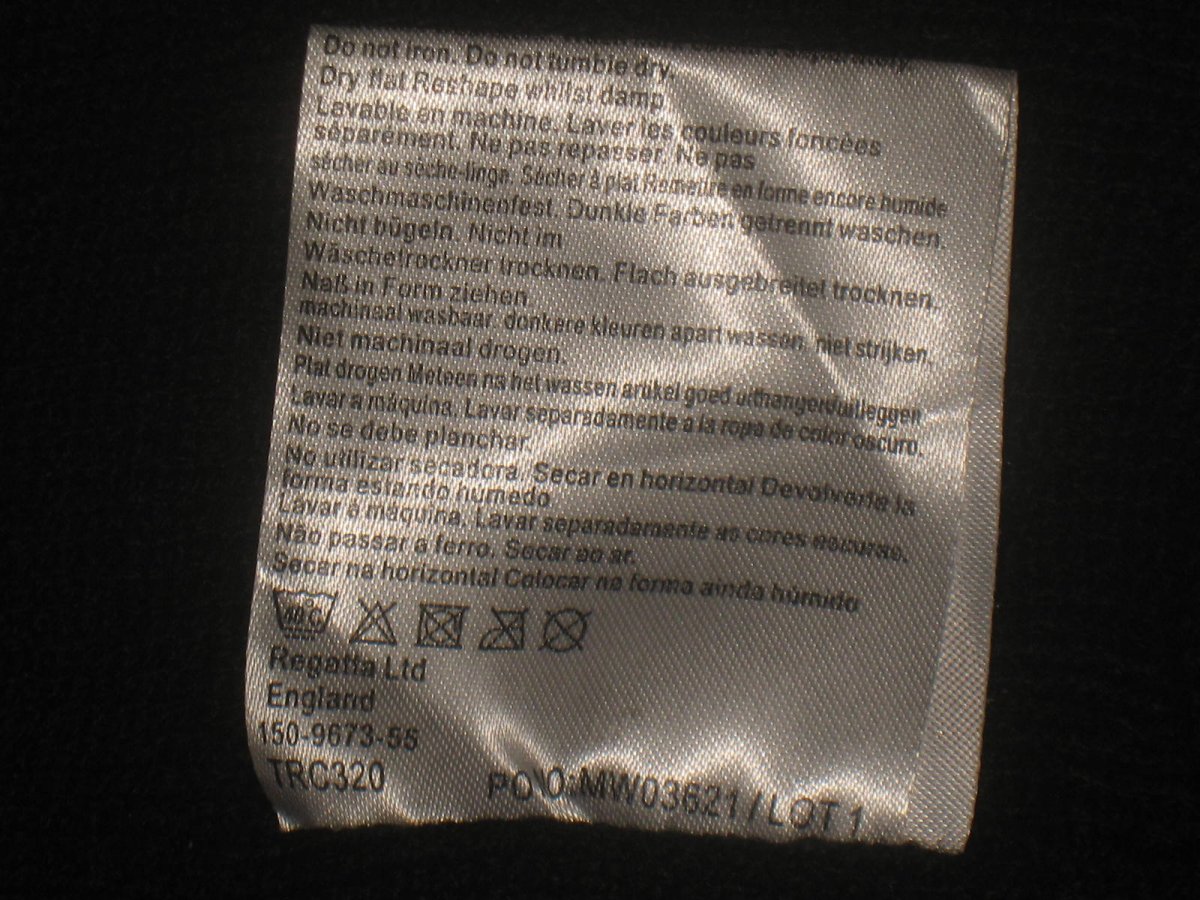 Do not iron. Do not tumble dry.
Dry flat Reshape whilst damp
Lavable en machine. Laver les couleurs foncées
séparément. Ne pas repasser. Ne pas
sécher au sèche-linge. Sécher à plat Remettre en forme encore humide
Waschmaschinenfest. Dunkle Farben getrennt waschen.
Nicht bügeln. Nicht im
Wäschetrockner trocknen. Flach ausgebreitet trocknen.
Naß in Form ziehen.
machinaal wasbaar. donkere kleuren apart wassen, niet strijken.
Niet machinaal drogen.
Plat drogen Meteen na het wassen artikel goed uithangen/uitleggen
Lavar a máquina. Lavar separadamente a la ropa de color oscuro.
No se debe planchar.
No utilizar secadora. Secar en horizontal Devolverle la
forma estando humedo
Lavar a máquina. Lavar separadamente as cores escuras.
Não passar a ferro. Secar ao ar.
Secar na horizontal Colocar na forma ainda húmido
Regatta Ltd
England
150-9673-55
TRC320 PO\O:MW03621 / LOT 1